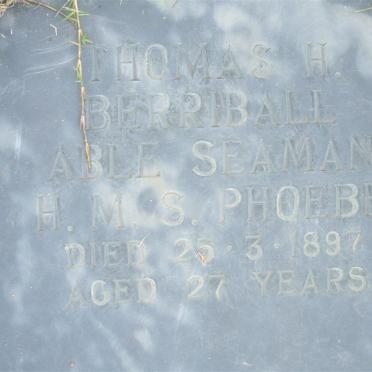 THOMAS H.
BERRIBALL
ABLE SEAMAN
H.M.S. PHOEBE
DIED 25·3·1897
AGED 27 YEARS